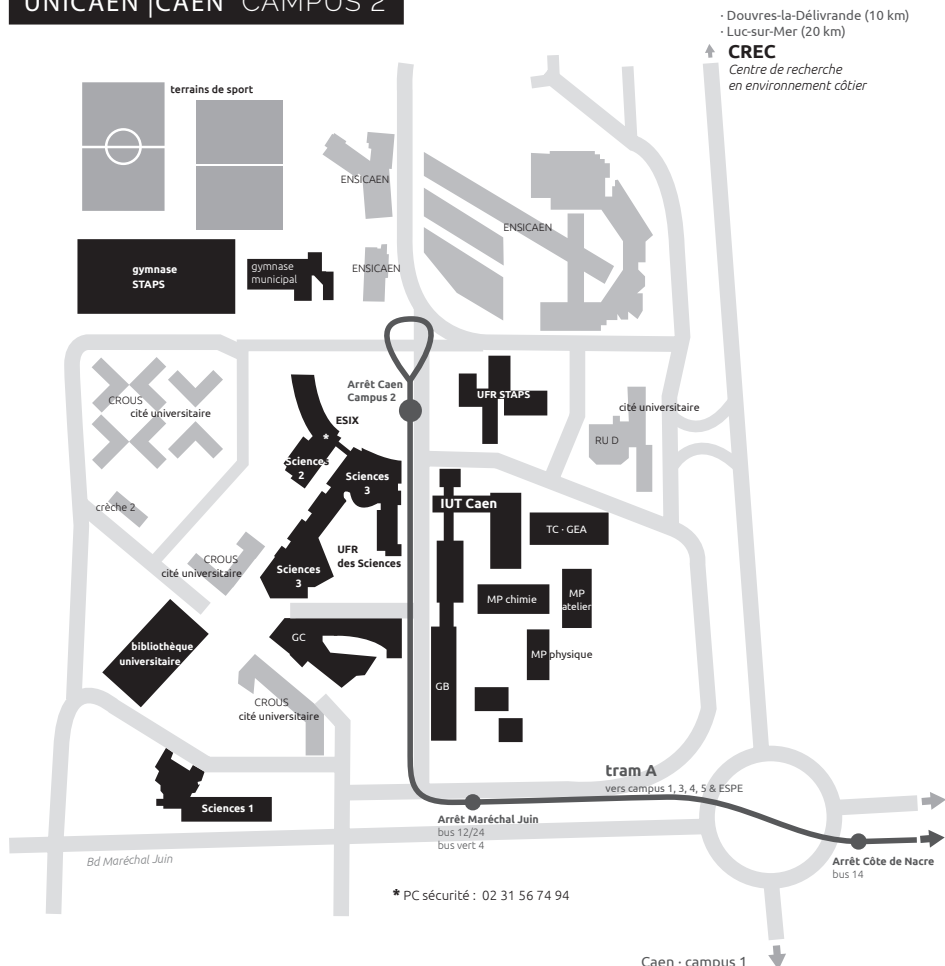 UNICAEN |CAEN CAMPUS 2
· Douvres-la-Délivrande (10 km)
· Luc-sur-Mer (20 km)
CREC
Centre de recherche
en environnement côtier
terrains de sport
ENSICAEN
ENSICAEN
ENSICAEN
gymnase
STAPS
gymnase
municipal
Arrêt Caen
Campus 2
UFR STAPS
CROUS
cité universitaire
cité universitaire
RU D
ESIX
*
Sciences
2
Sciences
3
IUT Caen
crèche 2
TC · GEA
UFR
des Sciences
CROUS
cité universitaire
Sciences
3
MP chimie
MP
atelier
GC
bibliothèque
universitaire
MP physique
GB
CROUS
cité universitaire
tram A
vers campus 1, 3, 4, 5 & ESPE
Sciences 1
Arrêt Maréchal Juin
bus 12/24
bus vert 4
Bd Maréchal Juin
Arrêt Côte de Nacre
bus 14
* PC sécurité : 02 31 56 74 94
Caen · campus 1